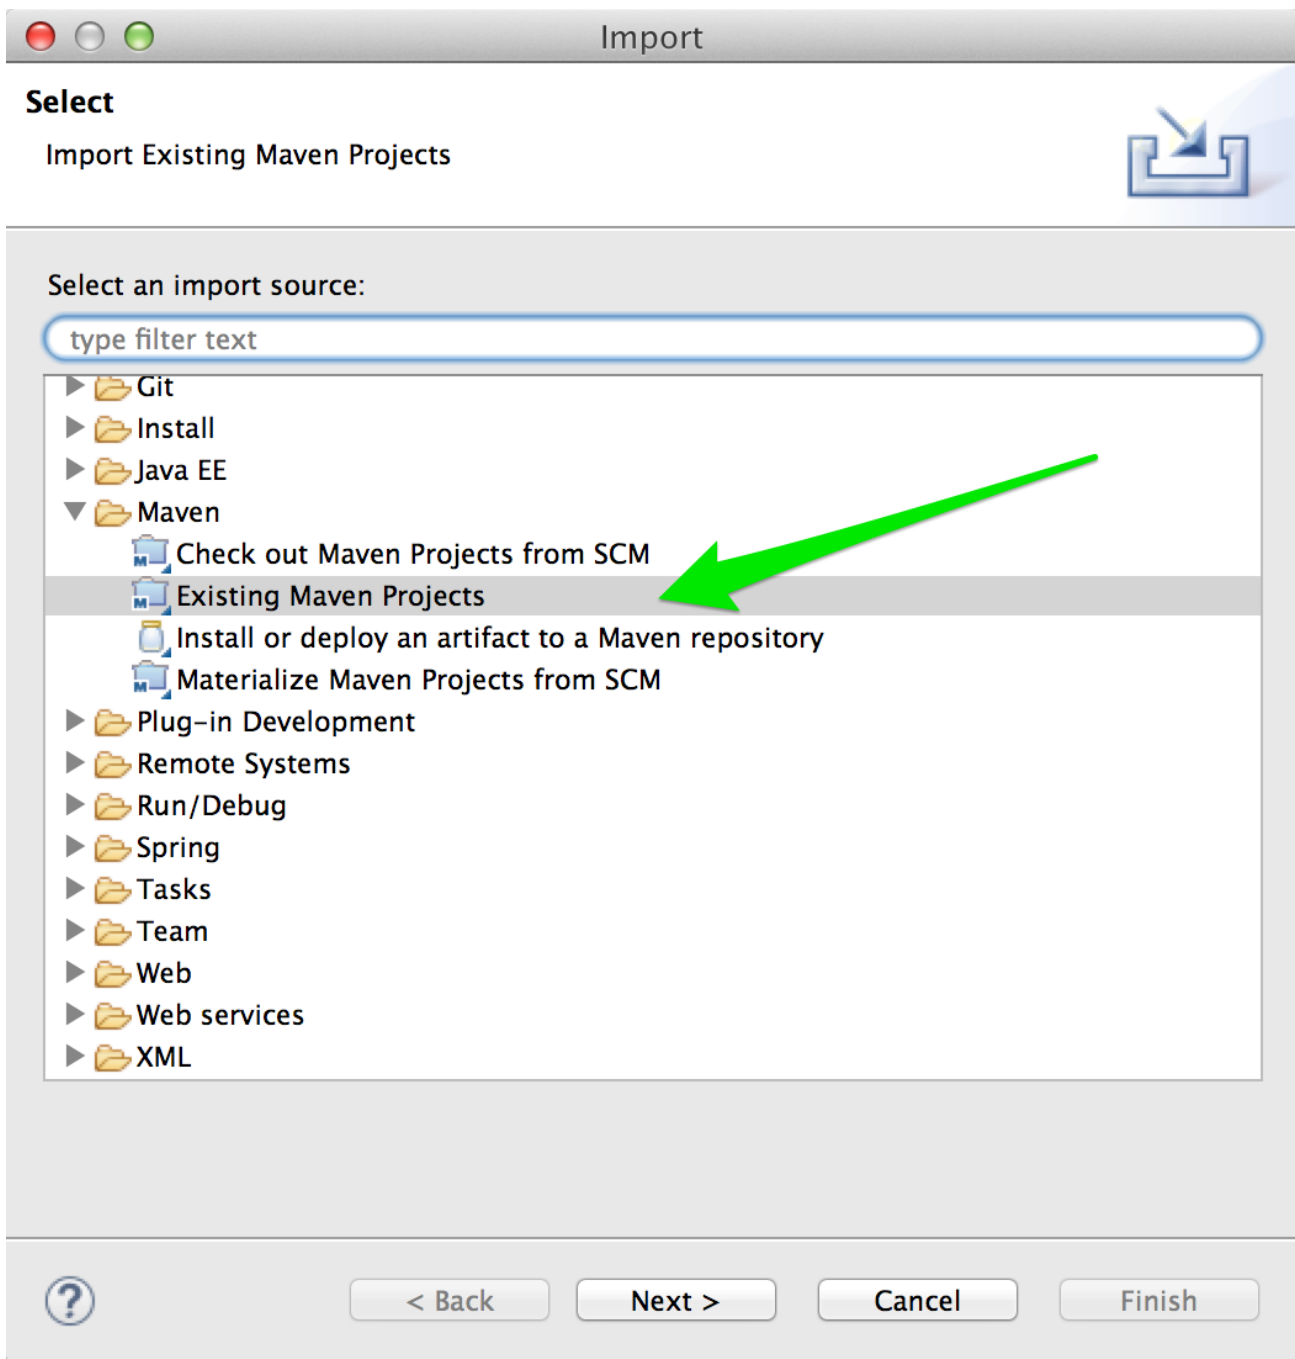 Import
Select
Import Existing Maven Projects
Select an import source:
type filter text
Git
Install
Java EE
Maven
Check out Maven Projects from SCM
Existing Maven Projects
Install or deploy an artifact to a Maven repository
Materialize Maven Projects from SCM
Plug-in Development
Remote Systems
Run/Debug
Spring
Tasks
Team
Web
Web services
XML
? < Back Next > Cancel Finish